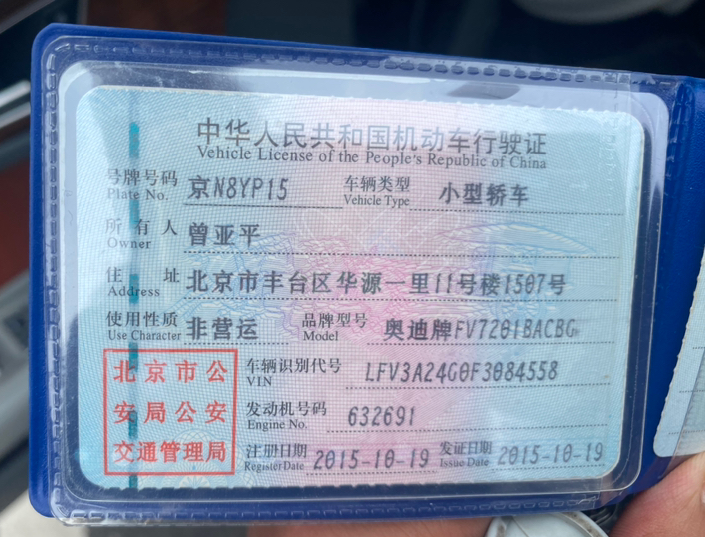 中华人民共和国机动车行驶证
Vehicle License of the People's Republic of China
号牌号码 京N8YP15 车辆类型 小型轿车
Plate No. Vehicle Type
所有人 曾亚平
Owner
住址 北京市丰台区华源一里11号楼1507号
Address
使用性质 非营运 品牌型号 奥迪牌FV7201BACBG
Use Character Model
车辆识别代号 LFV3A24G0F3084558
VIN
发动机号码 632691
Engine No.
注册日期 2015-10-19 发证日期 2015-10-19
Register Date Issue Date
北京市公
安局公安
交通管理局